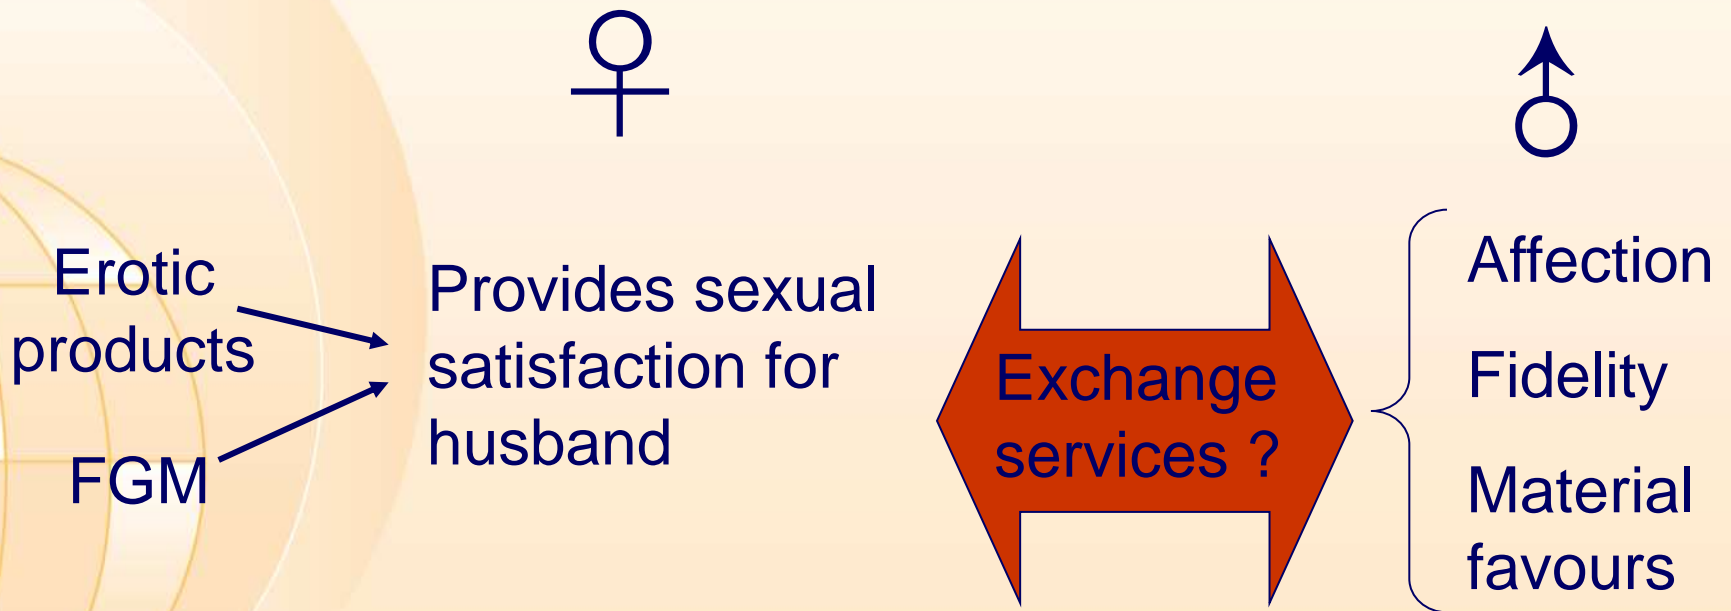 ♀
♂
Erotic
products
FGM
Provides sexual
satisfaction for
husband
Exchange
services ?
Affection
Fidelity
Material
favours